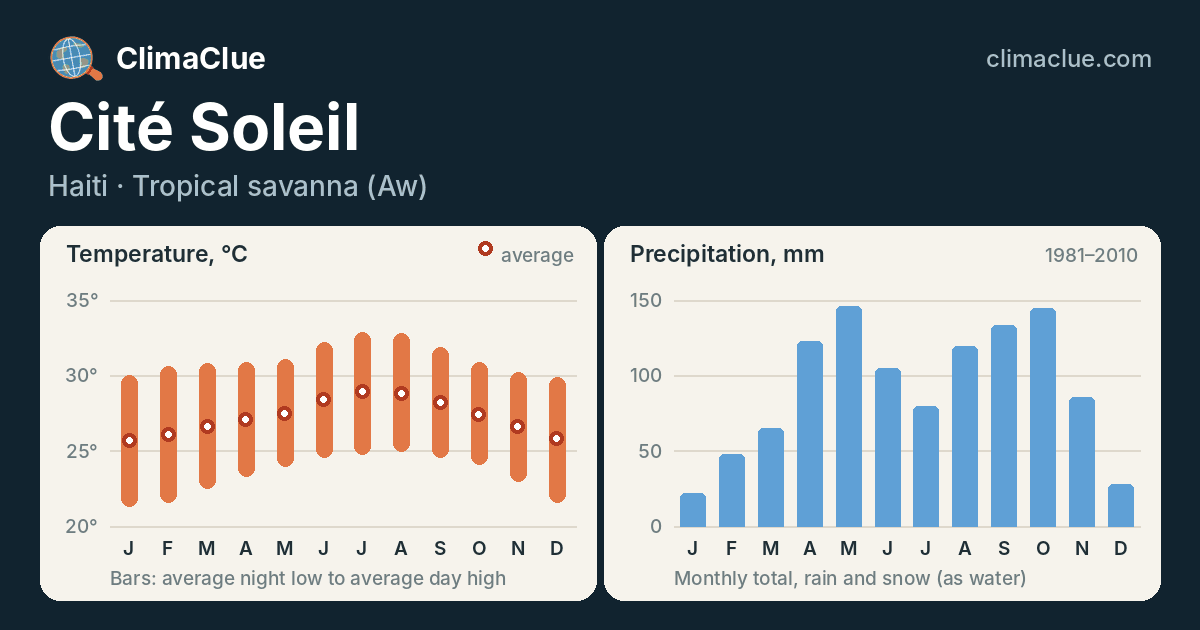 ClimaClue
climaclue.com
Cité Soleil
Haiti · Tropical savanna (Aw)
Temperature, °C
average
35°
30°
25°
20°
J F M A M J J A S O N D
Bars: average night low to average day high
Precipitation, mm
1981–2010
150
100
50
0
J F M A M J J A S O N D
Monthly total, rain and snow (as water)